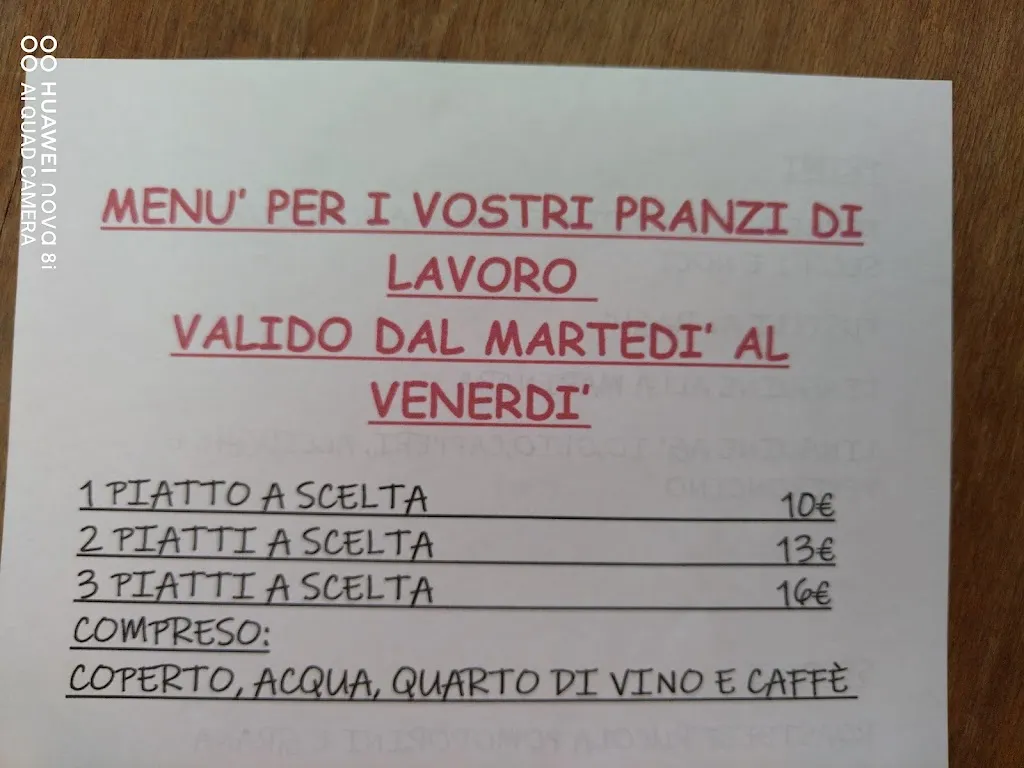 MENU' PER I VOSTRI PRANZI DI
LAVORO
VALIDO DAL MARTEDI' AL
VENERDI'
1 PIATTO A SCELTA 10€
2 PIATTI A SCELTA 13€
3 PIATTI A SCELTA 16€
COMPRESO:
COPERTO, ACQUA, QUARTO DI VINO E CAFFÈ
HUAWEI nova 8i
AI QUAD CAMERA